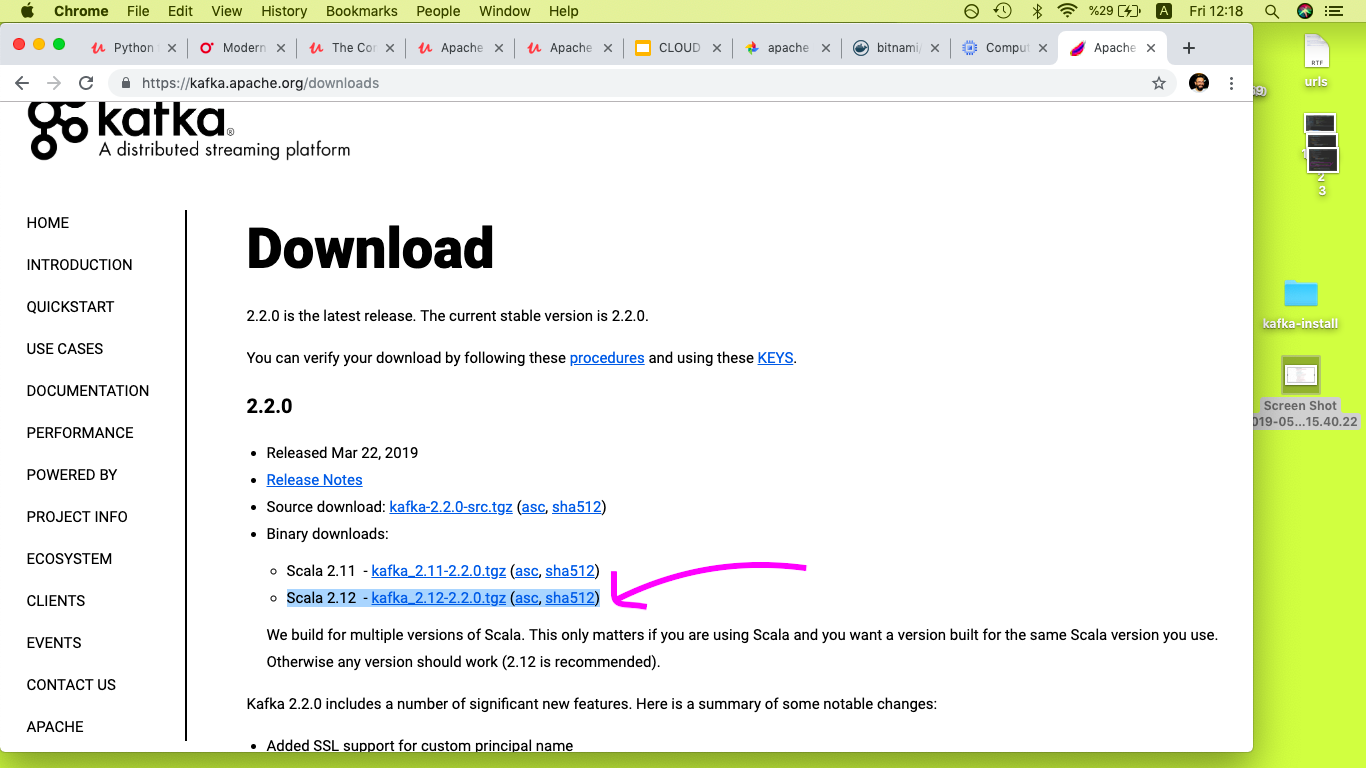 Chrome File Edit View History Bookmarks People Window Help %29 A Fri 12:18
Python Modern The Con Apache Apache CLOUD apache bitnami/ Comput Apache
https://kafka.apache.org/downloads
kafka®
A distributed streaming platform
HOME
INTRODUCTION
QUICKSTART
USE CASES
DOCUMENTATION
PERFORMANCE
POWERED BY
PROJECT INFO
ECOSYSTEM
CLIENTS
EVENTS
CONTACT US
APACHE
Download
2.2.0 is the latest release. The current stable version is 2.2.0.
You can verify your download by following these procedures and using these KEYS.
2.2.0
Released Mar 22, 2019
Release Notes
Source download: kafka-2.2.0-src.tgz (asc, sha512)
Binary downloads:
Scala 2.11 - kafka_2.11-2.2.0.tgz (asc, sha512)
Scala 2.12 - kafka_2.12-2.2.0.tgz (asc, sha512)
We build for multiple versions of Scala. This only matters if you are using Scala and you want a version built for the same Scala version you use.
Otherwise any version should work (2.12 is recommended).
Kafka 2.2.0 includes a number of significant new features. Here is a summary of some notable changes:
Added SSL support for custom principal name
RTF
urls
2
3
kafka-install
Screen Shot
019-05...15.40.22